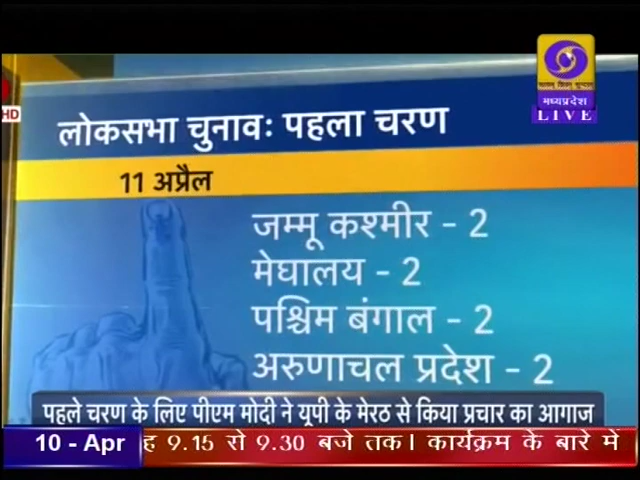 HD
मध्यप्रदेश
LIVE
लोकसभा चुनाव: पहला चरण
11 अप्रैल
जम्मू कश्मीर - 2
मेघालय - 2
पश्चिम बंगाल - 2
अरुणाचल प्रदेश - 2
पहले चरण के लिए पीएम मोदी ने यूपी के मेरठ से किया प्रचार का आगाज
10 - Apr ह 9.15 से 9.30 बजे तक। कार्यक्रम के बारे में